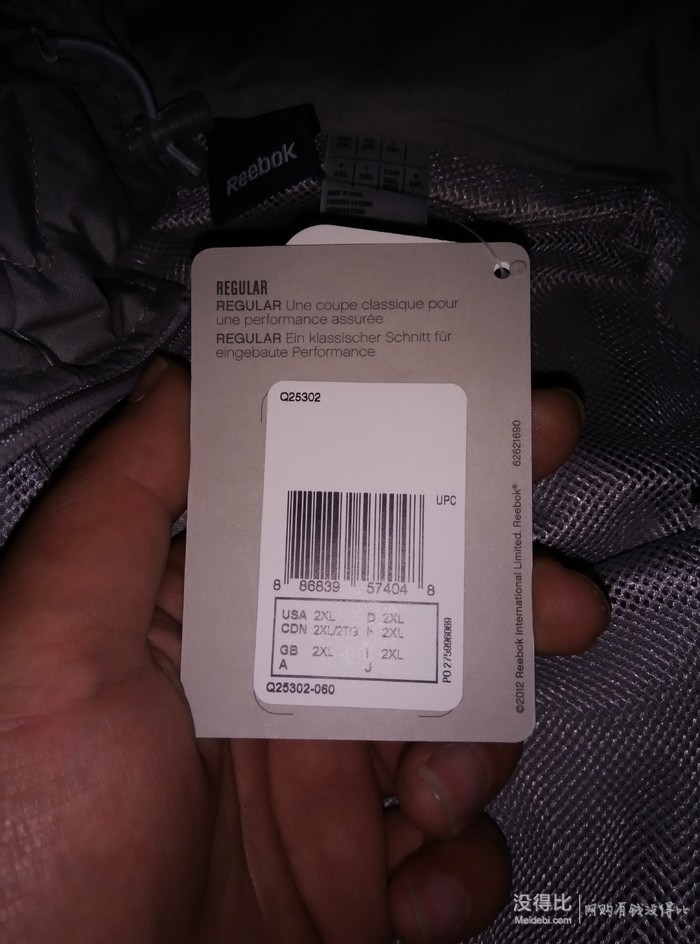 Reebok
REGULAR
REGULAR Une coupe classique pour
une performance assurée
REGULAR Ein klassischer Schnitt für
eingebaute Performance
Q25302
UPC
8 86839 57404 8
USA 2XL D 2XL
CDN 2XL/2TG F 2XL
GB 2XL I 2XL
A J
PO 
Q25302-060
©2012 Reebok International Limited. Reebok® 62621690
没得比
Meidebi.com
网购有钱没得比